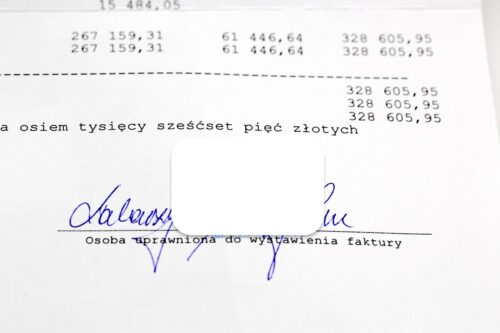 15 484,05
267 159,31 61 446,64 328 605,95
267 159,31 61 446,64 328 605,95
328 605,95
328 605,95
328 605,95
a osiem tysięcy sześćset pięć złotych
Osoba uprawniona do wystawienia faktury